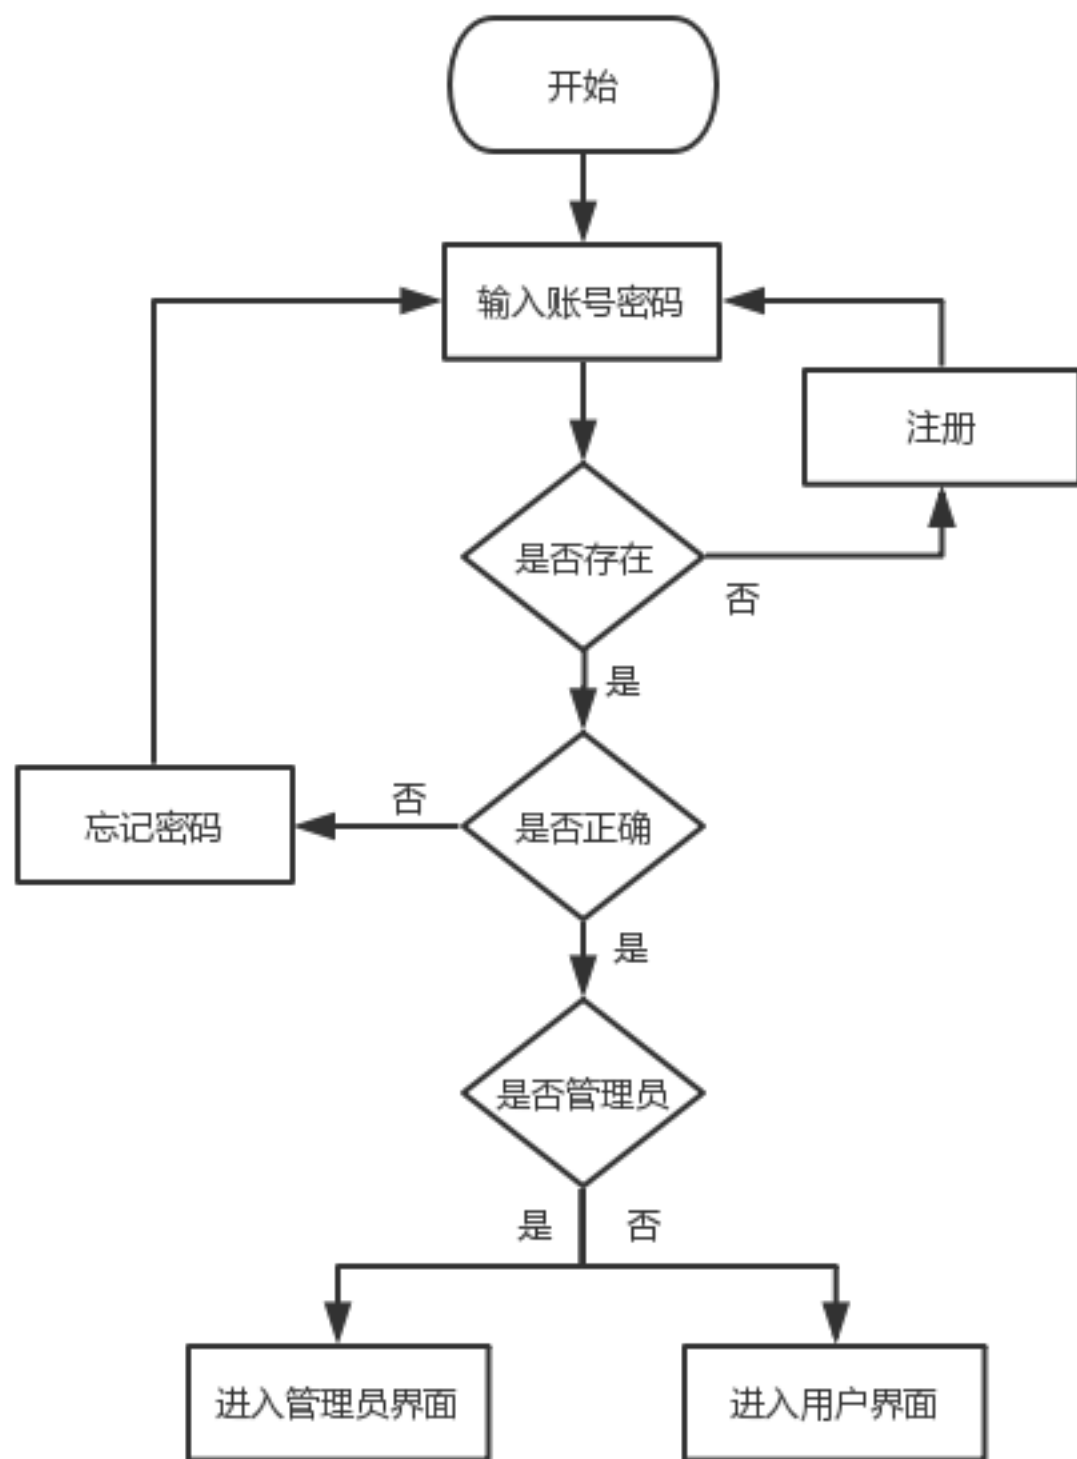 开始
输入账号密码
注册
是否存在
否
是
忘记密码
否
是否正确
是
是否管理员
是
否
进入管理员界面
进入用户界面